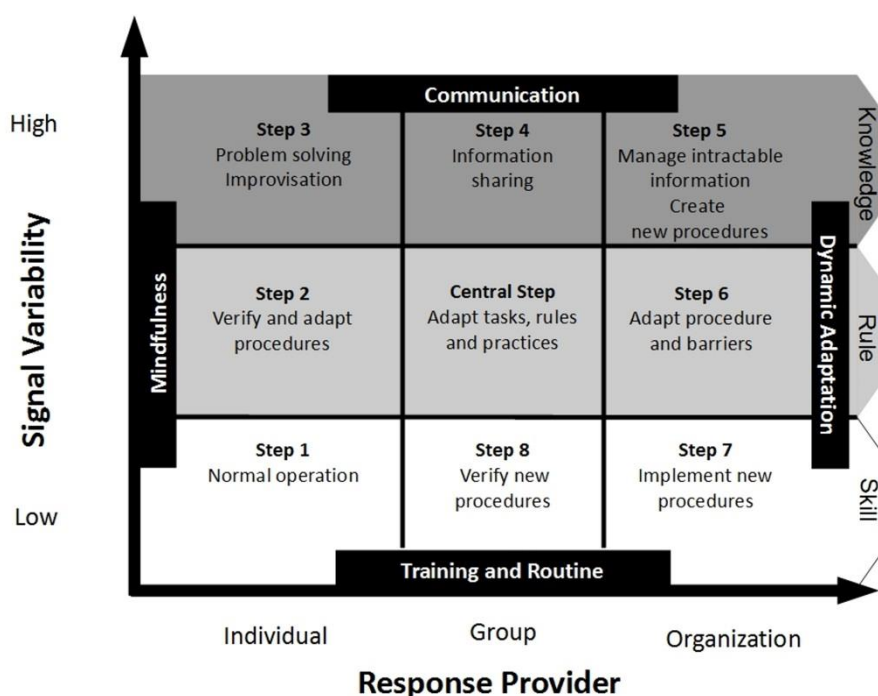 High
Signal Variability
Low
Communication
Mindfulness
Dynamic Adaptation
Training and Routine
Knowledge
Rule
Skill
Step 3
Problem solving
Improvisation
Step 4
Information
sharing
Step 5
Manage intractable
information
Create
new procedures
Step 2
Verify and adapt
procedures
Central Step
Adapt tasks, rules
and practices
Step 6
Adapt procedure
and barriers
Step 1
Normal operation
Step 8
Verify new
procedures
Step 7
Implement new
procedures
Individual
Group
Organization
Response Provider